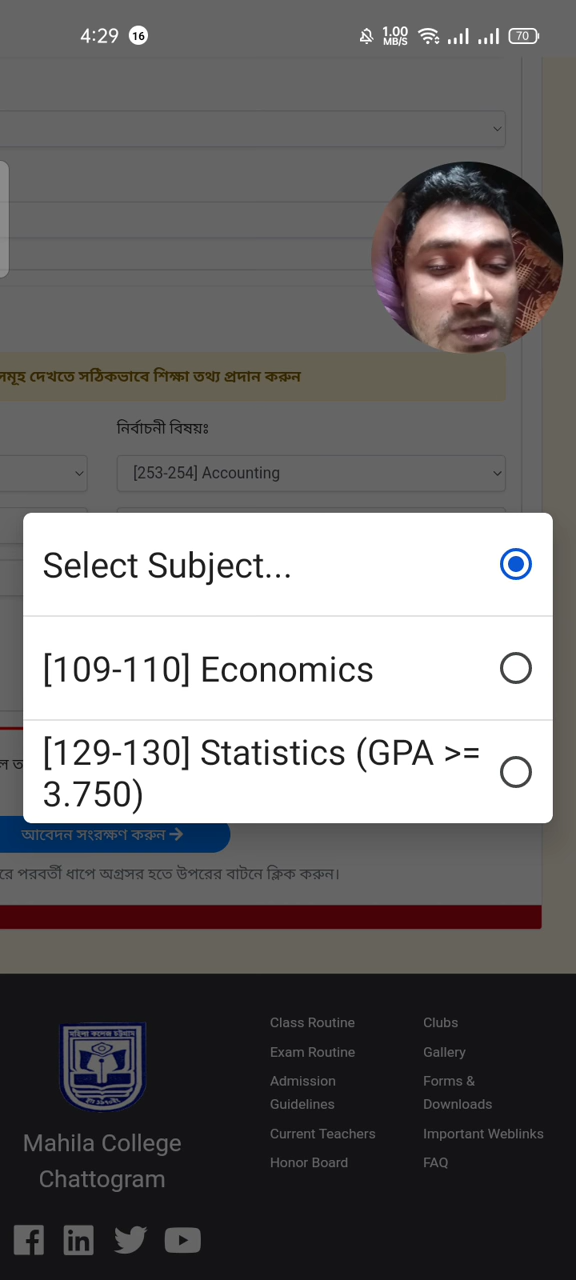 4:29 16 1.00 MB/S 70
সমূহ দেখতে সঠিকভাবে শিক্ষা তথ্য প্রদান করুন
নির্বাচনী বিষয়ঃ
[253-254] Accounting
Select Subject...
[109-110] Economics
[129-130] Statistics (GPA >=
3.750)
ল ত
আবেদন সংরক্ষণ করুন
রে পরবর্তী ধাপে অগ্রসর হতে উপরের বাটনে ক্লিক করুন।
Class Routine
Exam Routine
Admission
Guidelines
Current Teachers
Honor Board
Clubs
Gallery
Forms &
Downloads
Important Weblinks
FAQ
Mahila College
Chattogram